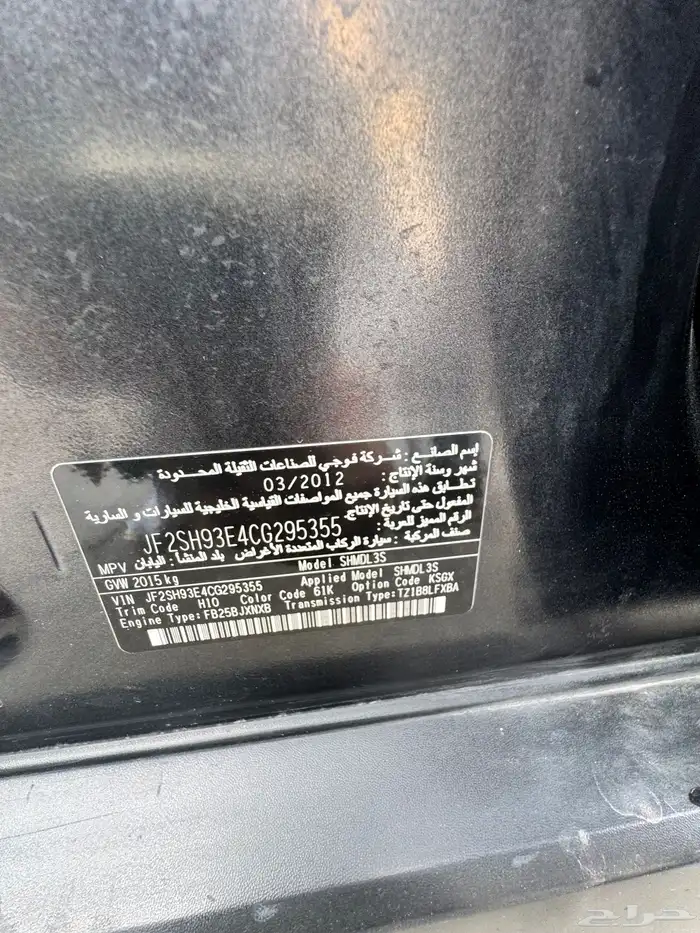 إسم الصانع : شركة فوجي الصناعات الثقيلة المحدودة
شهر وسنة الإنتاج: 03/2012
تطابق هذه السيارة جميع المواصفات القياسية الخليجية للسيارات و السارية
المفعول حتى تاريخ الإنتاج.
الرقم المميز للعربة: JF2SH93E4CG295355
صنف المركبة : سيارة الركاب المتعددة الأغراض بلد المنشأ: اليابان MPV
GVW 2015 kg Model SHMDL3S
VIN JF2SH93E4CG295355 Applied Model SHMDL3S
Trim Code H10 Color Code 61K Option Code KSGX
Engine Type: FB25BJXNXB Transmission Type: TZ1B8LFXBA
حراج